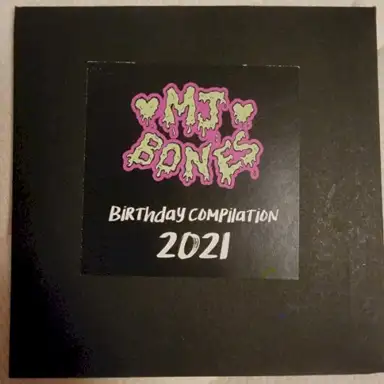 MJ
BONES
BiRTHday COMPiLaTiON
2021